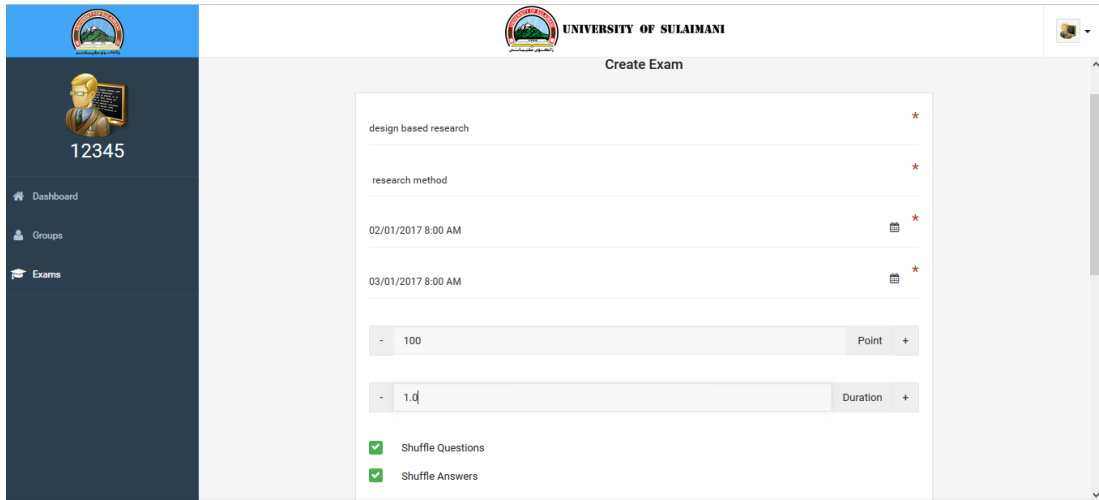 UNIVERSITY OF SULAIMANI
12345
Dashboard
Groups
Exams
Create Exam
design based research *
research method *
02/01/2017 8:00 AM *
03/01/2017 8:00 AM *
- 100 Point +
- 1.0 Duration +
Shuffle Questions
Shuffle Answers